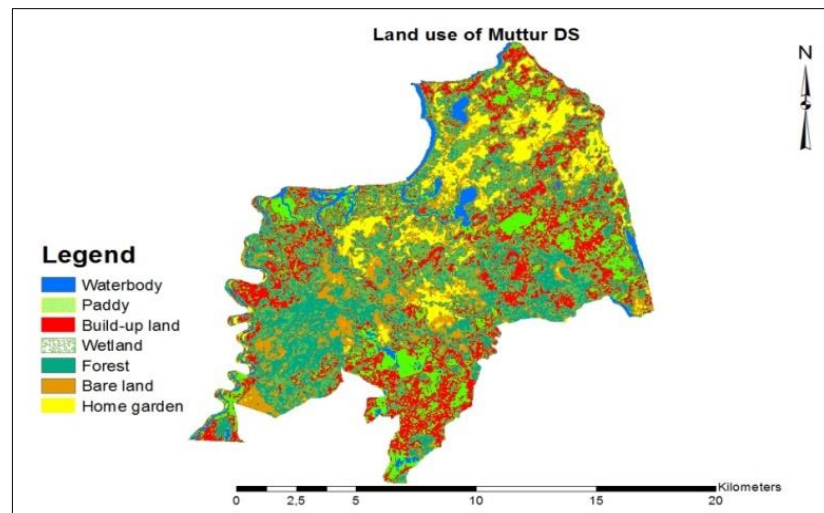 Land use of Muttur DS
N
Legend
Waterbody
Paddy
Build-up land
Wetland
Forest
Bare land
Home garden
Kilometers
0 2,5 5 10 15 20